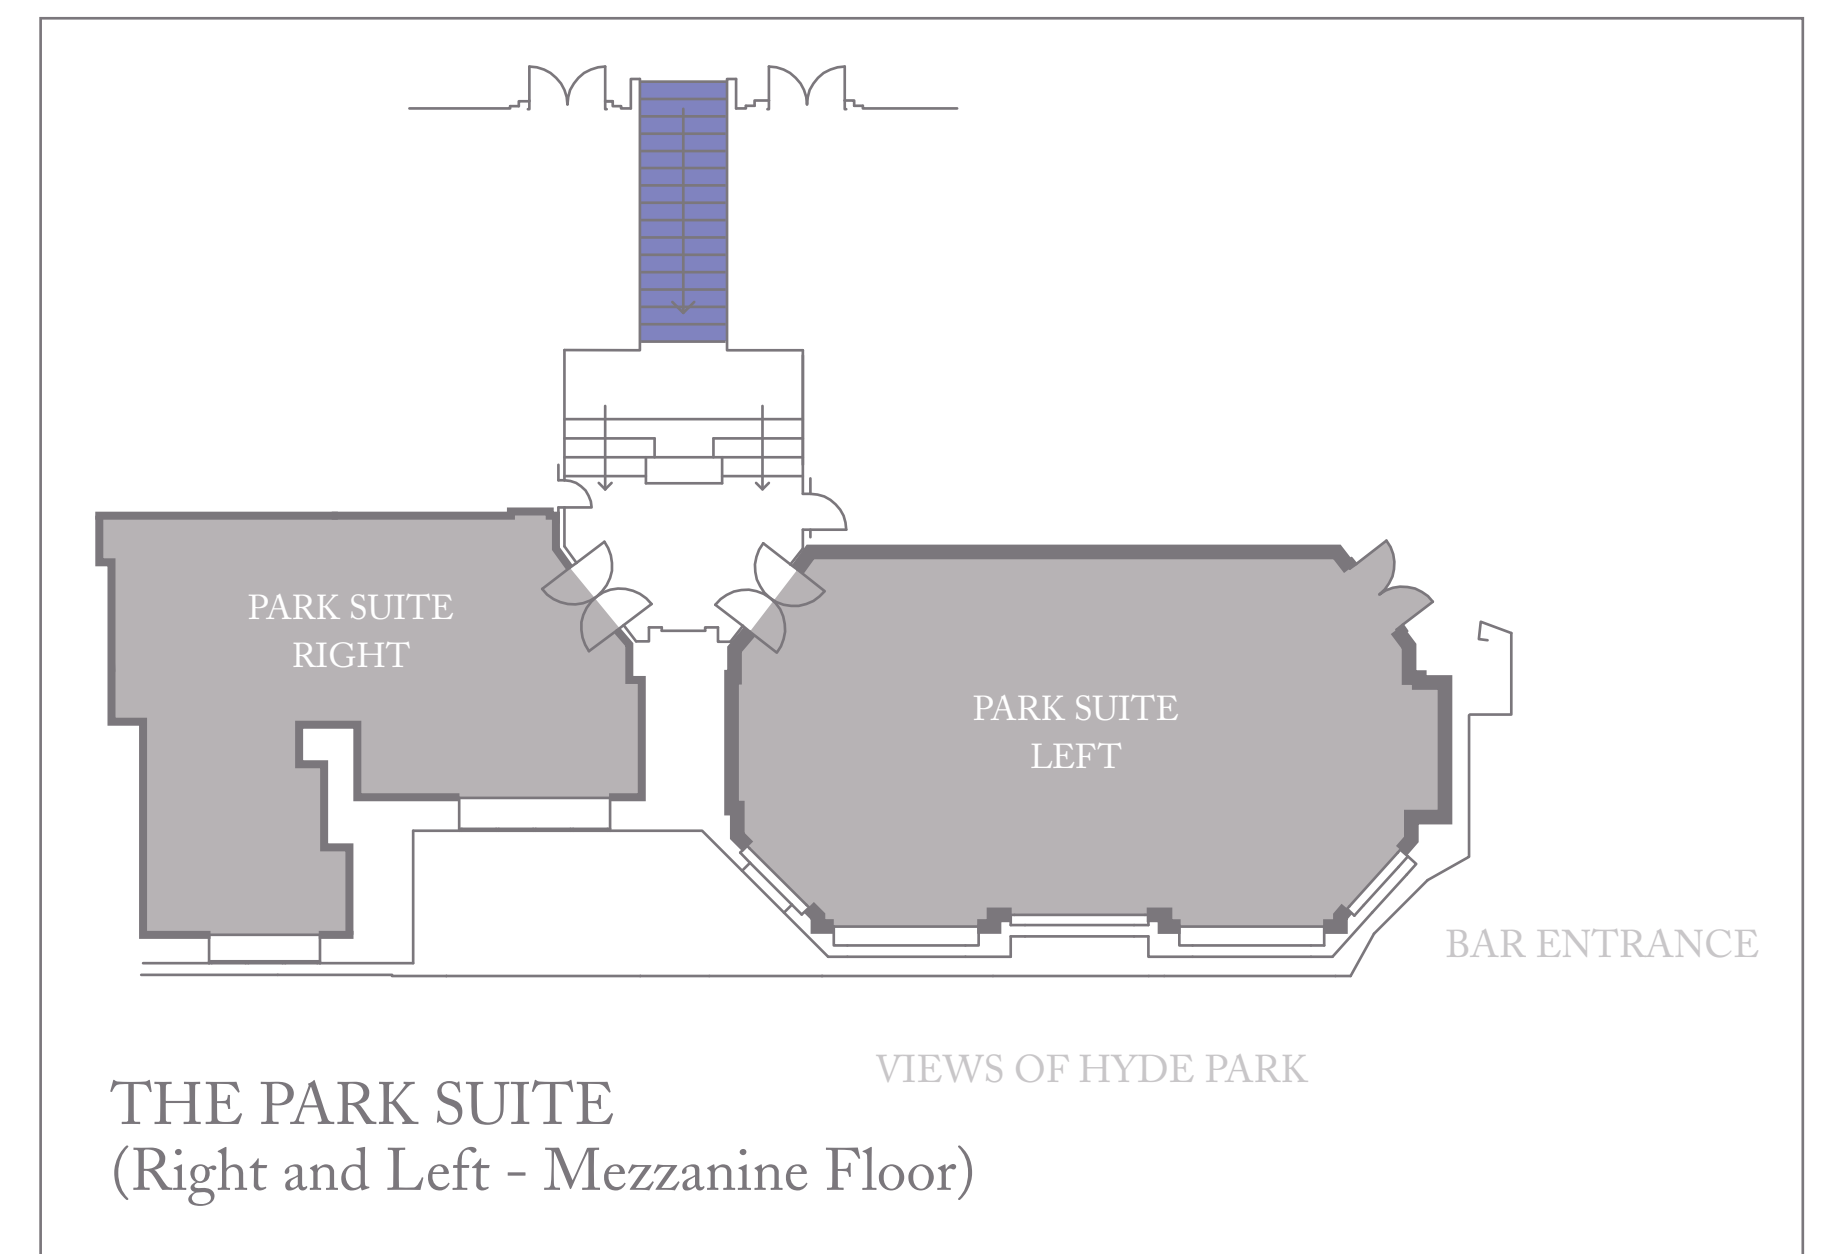 PARK SUITE
RIGHT
PARK SUITE
LEFT
BAR ENTRANCE
VIEWS OF HYDE PARK
THE PARK SUITE
(Right and Left - Mezzanine Floor)